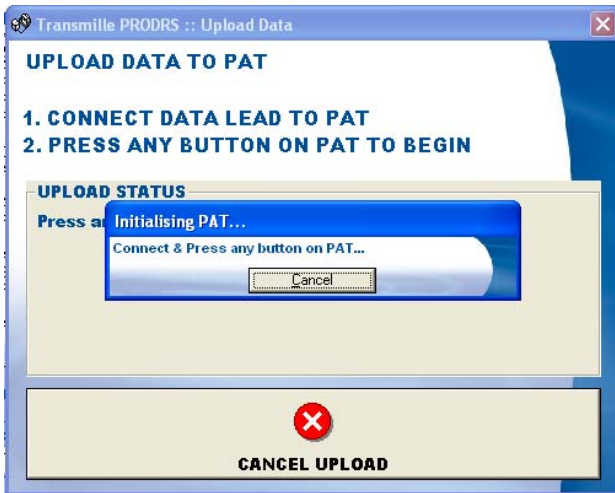 Transmille PRODRS :: Upload Data
UPLOAD DATA TO PAT
1. CONNECT DATA LEAD TO PAT
2. PRESS ANY BUTTON ON PAT TO BEGIN
UPLOAD STATUS
Press a
Initialising PAT...
Connect & Press any button on PAT...
Cancel
CANCEL UPLOAD